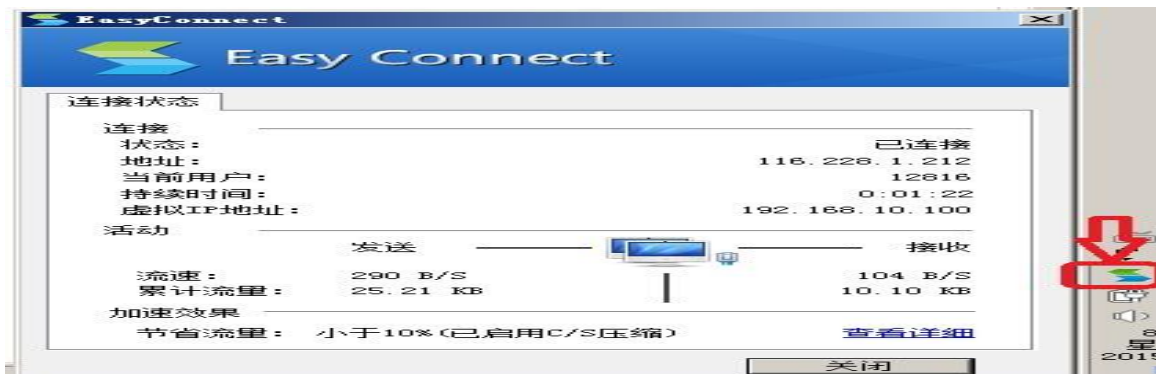 EasyConnect
Easy Connect
连接状态
连接
状态： 已连接
地址： 116.228.1.212
当前用户： 12816
持续时间： 0:01:22
虚拟IP地址： 192.168.10.100
活动
发送 接收
流速： 290 B/S 104 B/S
累计流量： 25.21 KB 10.10 KB
加速效果
节省流量： 小于10%(已启用C/S压缩) 查看详细
关闭
8
星
2015